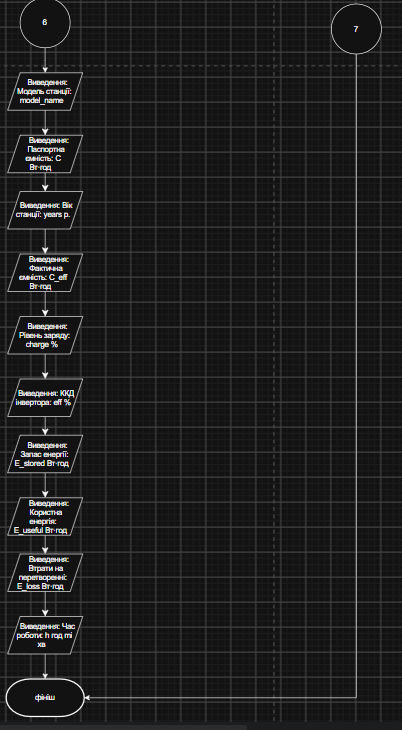 6
7
Виведення:
Модель станції:
model_name
Виведення:
Паспортна
ємність: C
Вт·год
Виведення: Вік
станції: years р.
Виведення:
Фактична
ємність: C_eff
Вт·год
Виведення:
Рівень заряду:
charge %
Виведення: ККД
інвертора: eff %
Виведення:
Запас енергії:
E_stored Вт·год
Виведення:
Користна
енергія:
E_useful Вт·год
Виведення:
Втрати на
перетворенні:
E_loss Вт·год
Виведення: Час
роботи: h год mi
хв
фініш